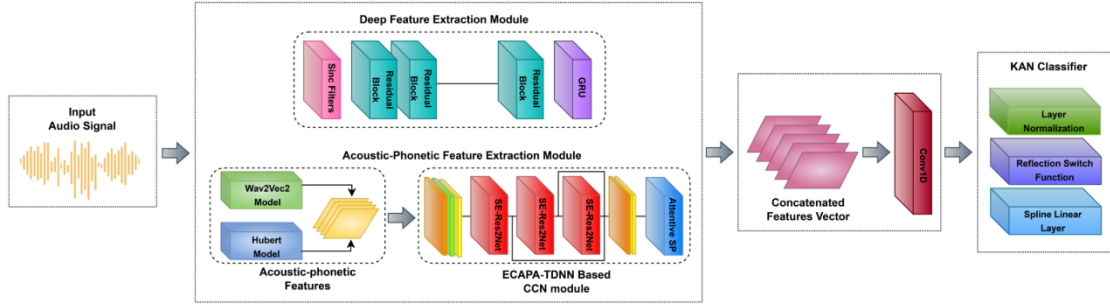 Input
Audio Signal
Deep Feature Extraction Module
Sinc Filters
Residual
Block
Residual
Block
Residual
Block
GRU
Acoustic-Phonetic Feature Extraction Module
Wav2Vec2
Model
Hubert
Model
Acoustic-phonetic
Features
SE-Res2Net
SE-Res2Net
SE-Res2Net
Attentive SP
ECAPA-TDNN Based
CCN module
Concatenated
Features Vector
Conv1D
KAN Classifier
Layer
Normalization
Reflection Switch
Function
Spline Linear
Layer